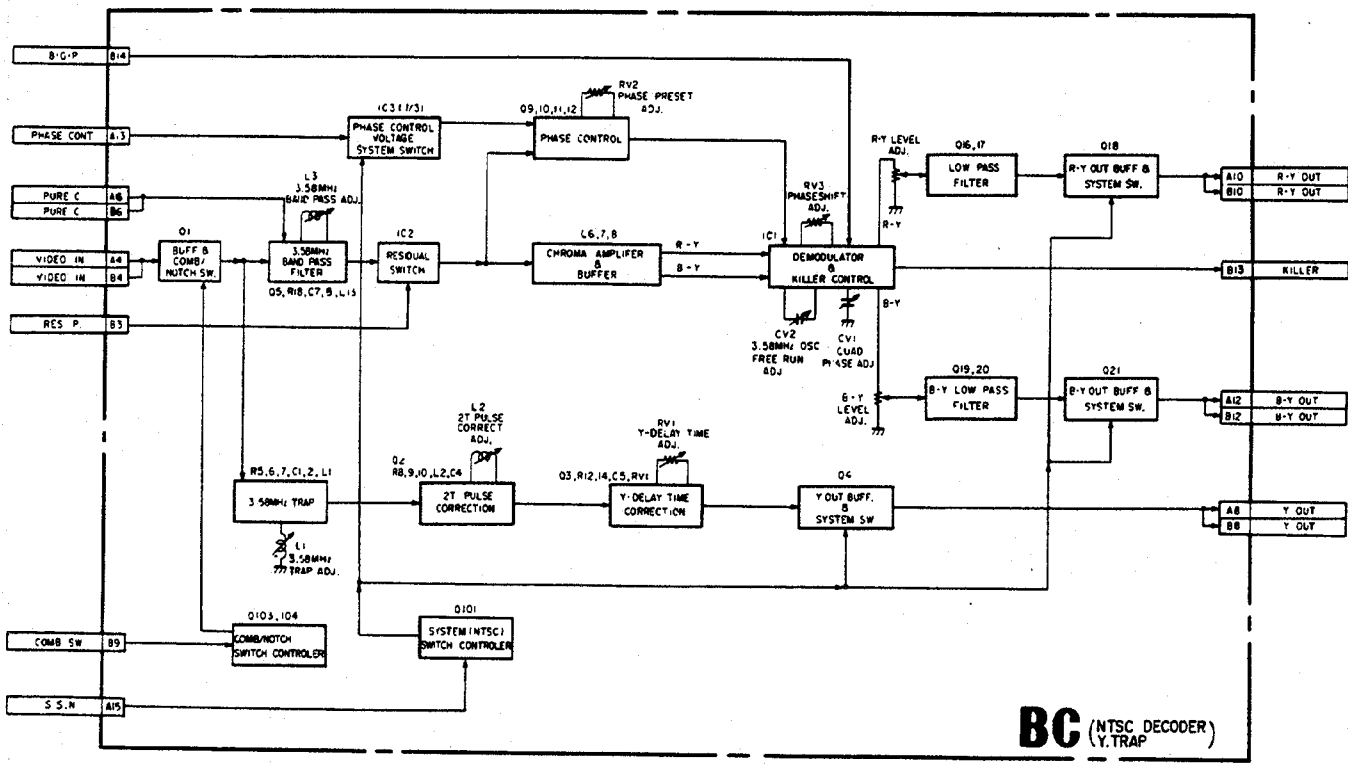 B·G·P B14
PHASE CONT A13
PURE C A6
PURE C B6
VIDEO IN A4
VIDEO IN B4
RES P. B3
COMB SW B9
S S.N A15
Q1
BUFF &
COMB/
NOTCH SW.
L3
3.58MHz
BAND PASS ADJ.
3.58MHz
BAND PASS
FILTER
IC3 (1/3)
PHASE CONTROL
VOLTAGE
SYSTEM SWITCH
IC2
RESIDUAL
SWITCH
RV2
PHASE PRESET
ADJ.
Q9,10,11,12
PHASE CONTROL
L6,7,8
CHROMA AMPLIFER
&
BUFFER
R-Y
B-Y
RV3
PHASESHIFT
ADJ.
IC1
DEMODULATOR
&
KILLER CONTROL
CV2
3.58MHz OSC
FREE RUN
ADJ
CV1
QUAD
PHASE ADJ
R-Y LEVEL
ADJ.
R-Y
B-Y
B-Y
LEVEL
ADJ.
Q16,17
LOW PASS
FILTER
Q18
R-Y OUT BUFF &
SYSTEM SW.
A10 R-Y OUT
B10 R-Y OUT
B13 KILLER
Q19,20
B-Y LOW PASS
FILTER
Q21
B-Y OUT BUFF &
SYSTEM SW.
A12 B-Y OUT
B12 B-Y OUT
R5,6,7,C1,2,L1
3.58MHz TRAP
L1
3.58MHz
TRAP ADJ.
L2
2T PULSE
CORRECT
ADJ.
Q2
R8,9,10,L2,C4
2T PULSE
CORRECTION
RV1
Y-DELAY TIME
ADJ.
Q3,R12,14,C5,RV1
Y-DELAY TIME
CORRECTION
Y OUT BUFF.
&
SYSTEM SW
A8 Y OUT
B8 Y OUT
Q103,104
COMB/NOTCH
SWITCH CONTROLER
Q101
SYSTEM (NTSC)
SWITCH CONTROLER
BC (NTSC DECODER
Y.TRAP)